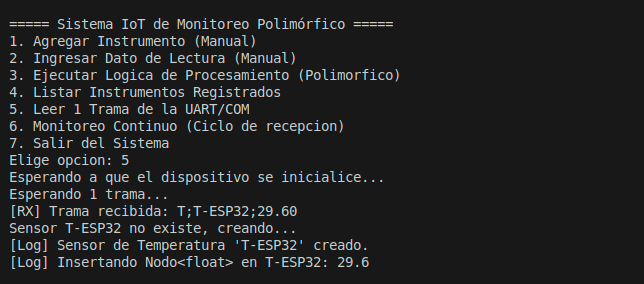 ===== Sistema IoT de Monitoreo Polimórfico =====
1. Agregar Instrumento (Manual)
2. Ingresar Dato de Lectura (Manual)
3. Ejecutar Logica de Procesamiento (Polimorfico)
4. Listar Instrumentos Registrados
5. Leer 1 Trama de la UART/COM
6. Monitoreo Continuo (Ciclo de recepcion)
7. Salir del Sistema
Elige opcion: 5
Esperando a que el dispositivo se inicialice...
Esperando 1 trama...
[RX] Trama recibida: T;T-ESP32;29.60
Sensor T-ESP32 no existe, creando...
[Log] Sensor de Temperatura 'T-ESP32' creado.
[Log] Insertando Nodo<float> en T-ESP32: 29.6